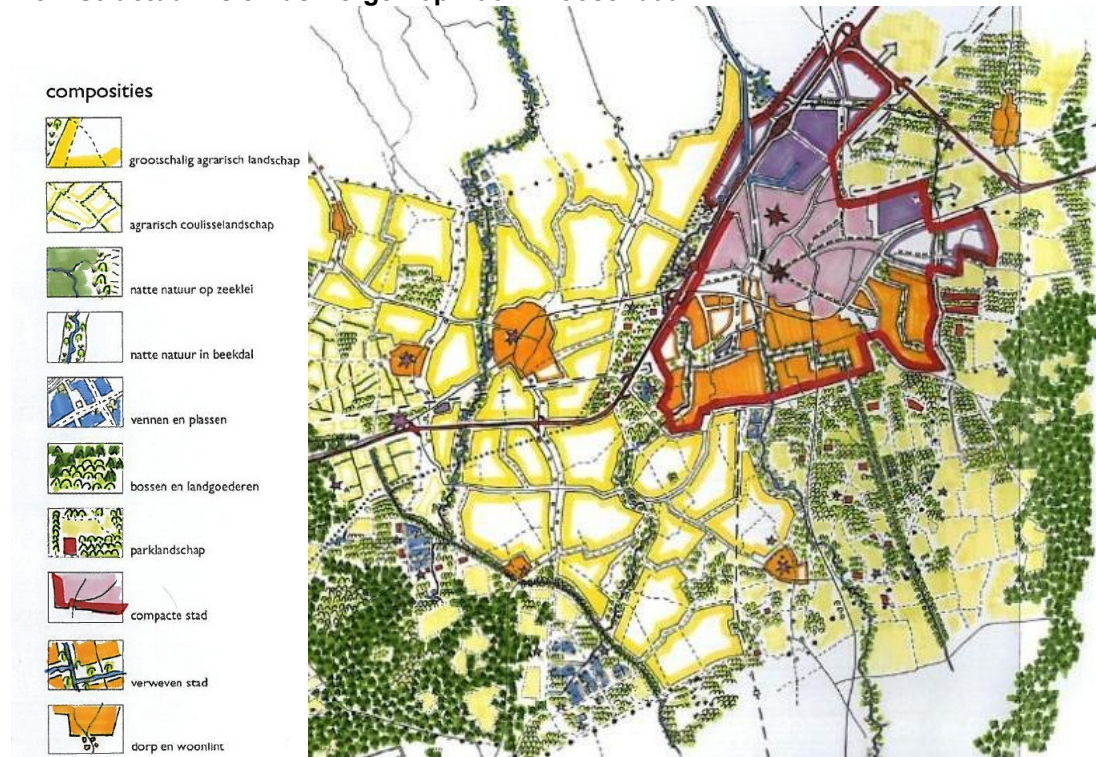 composities
grootschalig agrarisch landschap
agrarisch coulisselandschap
natte natuur op zeeklei
natte natuur in beekdal
vennen en plassen
bossen en landgoederen
parklandschap
compacte stad
verweven stad
dorp en woonlint